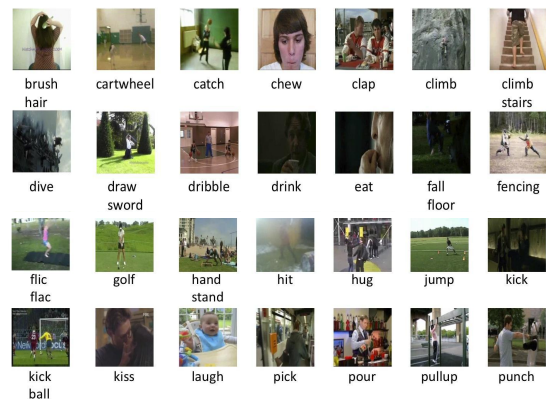 brush
hair
cartwheel
catch
chew
clap
climb
climb
stairs
dive
draw
sword
dribble
drink
eat
fall
floor
fencing
flic
flac
golf
hand
stand
hit
hug
jump
kick
kick
ball
kiss
laugh
pick
pour
pullup
punch